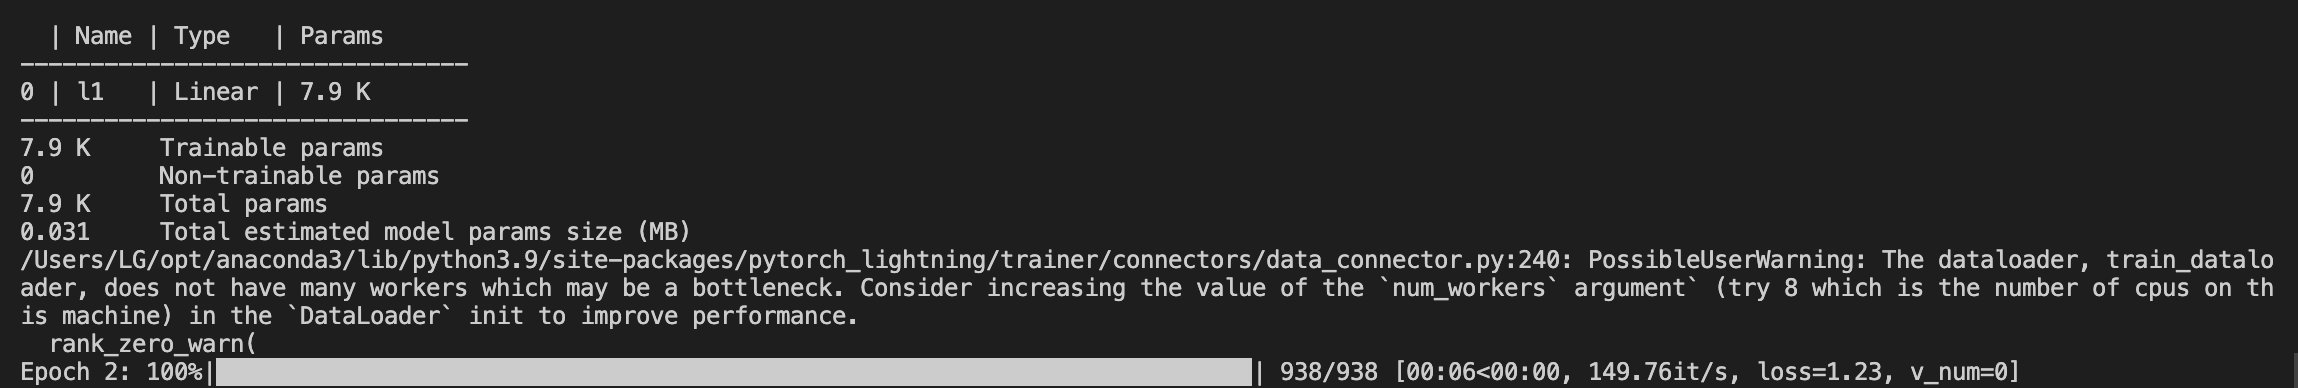 | Name | Type   | Params
--------------------------------
0 | l1   | Linear | 7.9 K
--------------------------------
7.9 K     Trainable params
0         Non-trainable params
7.9 K     Total params
0.031     Total estimated model params size (MB)
/Users/LG/opt/anaconda3/lib/python3.9/site-packages/pytorch_lightning/trainer/connectors/data_connector.py:240: PossibleUserWarning: The dataloader, train_datalo
ader, does not have many workers which may be a bottleneck. Consider increasing the value of the `num_workers` argument` (try 8 which is the number of cpus on th
is machine) in the `DataLoader` init to improve performance.
  rank_zero_warn(
Epoch 2: 100%|| 938/938 [00:06<00:00, 149.76it/s, loss=1.23, v_num=0]